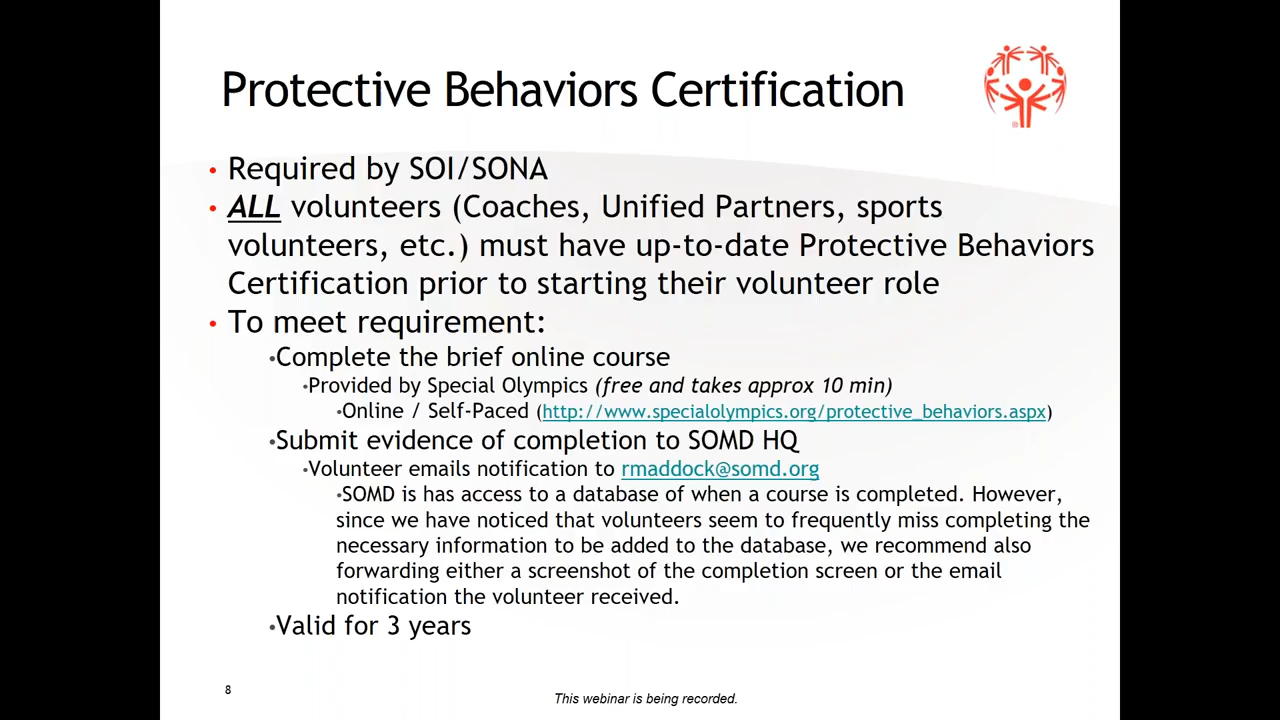 Protective Behaviors Certification
• Required by SOI/SONA
• ALL volunteers (Coaches, Unified Partners, sports
volunteers, etc.) must have up-to-date Protective Behaviors
Certification prior to starting their volunteer role
• To meet requirement:
•Complete the brief online course
•Provided by Special Olympics (free and takes approx 10 min)
•Online / Self-Paced (http://www.specialolympics.org/protective_behaviors.aspx)
•Submit evidence of completion to SOMD HQ
•Volunteer emails notification to rmaddock@somd.org
•SOMD is has access to a database of when a course is completed. However,
since we have noticed that volunteers seem to frequently miss completing the
necessary information to be added to the database, we recommend also
forwarding either a screenshot of the completion screen or the email
notification the volunteer received.
•Valid for 3 years
8
This webinar is being recorded.